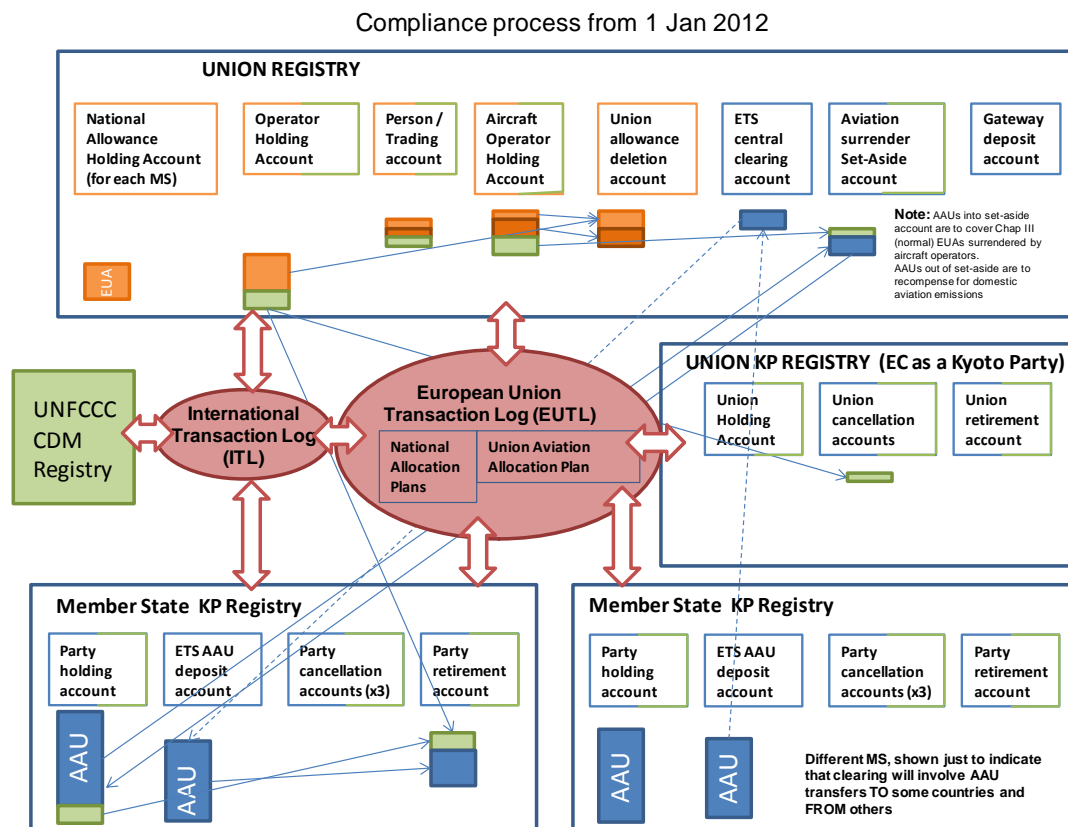 Compliance process from 1 Jan 2012
UNION REGISTRY
National
Allowance
Holding Account
(for each MS)
Operator
Holding
Account
Person /
Trading
account
Aircraft
Operator
Holding
Account
Union
allowance
deletion
account
ETS
central
clearing
account
Aviation
surrender
Set-Aside
account
Gateway
deposit
account
Note: AAUs into set-aside
account are to cover Chap III
(normal) EUAs surrendered by
aircraft operators.
AAUs out of set-aside are to
recompense for domestic
aviation emissions
EUA
UNFCCC
CDM
Registry
International
Transaction Log
(ITL)
European Union
Transaction Log (EUTL)
National
Allocation
Plans
Union Aviation
Allocation Plan
UNION KP REGISTRY (EC as a Kyoto Party)
Union
Holding
Account
Union
cancellation
accounts
Union
retirement
account
Member State KP Registry
Party
holding
account
ETS AAU
deposit
account
Party
cancellation
accounts (x3)
Party
retirement
account
AAU
AAU
Member State KP Registry
Party
holding
account
ETS AAU
deposit
account
Party
cancellation
accounts (x3)
Party
retirement
account
AAU
AAU
Different MS, shown just to indicate
that clearing will involve AAU
transfers TO some countries and
FROM others